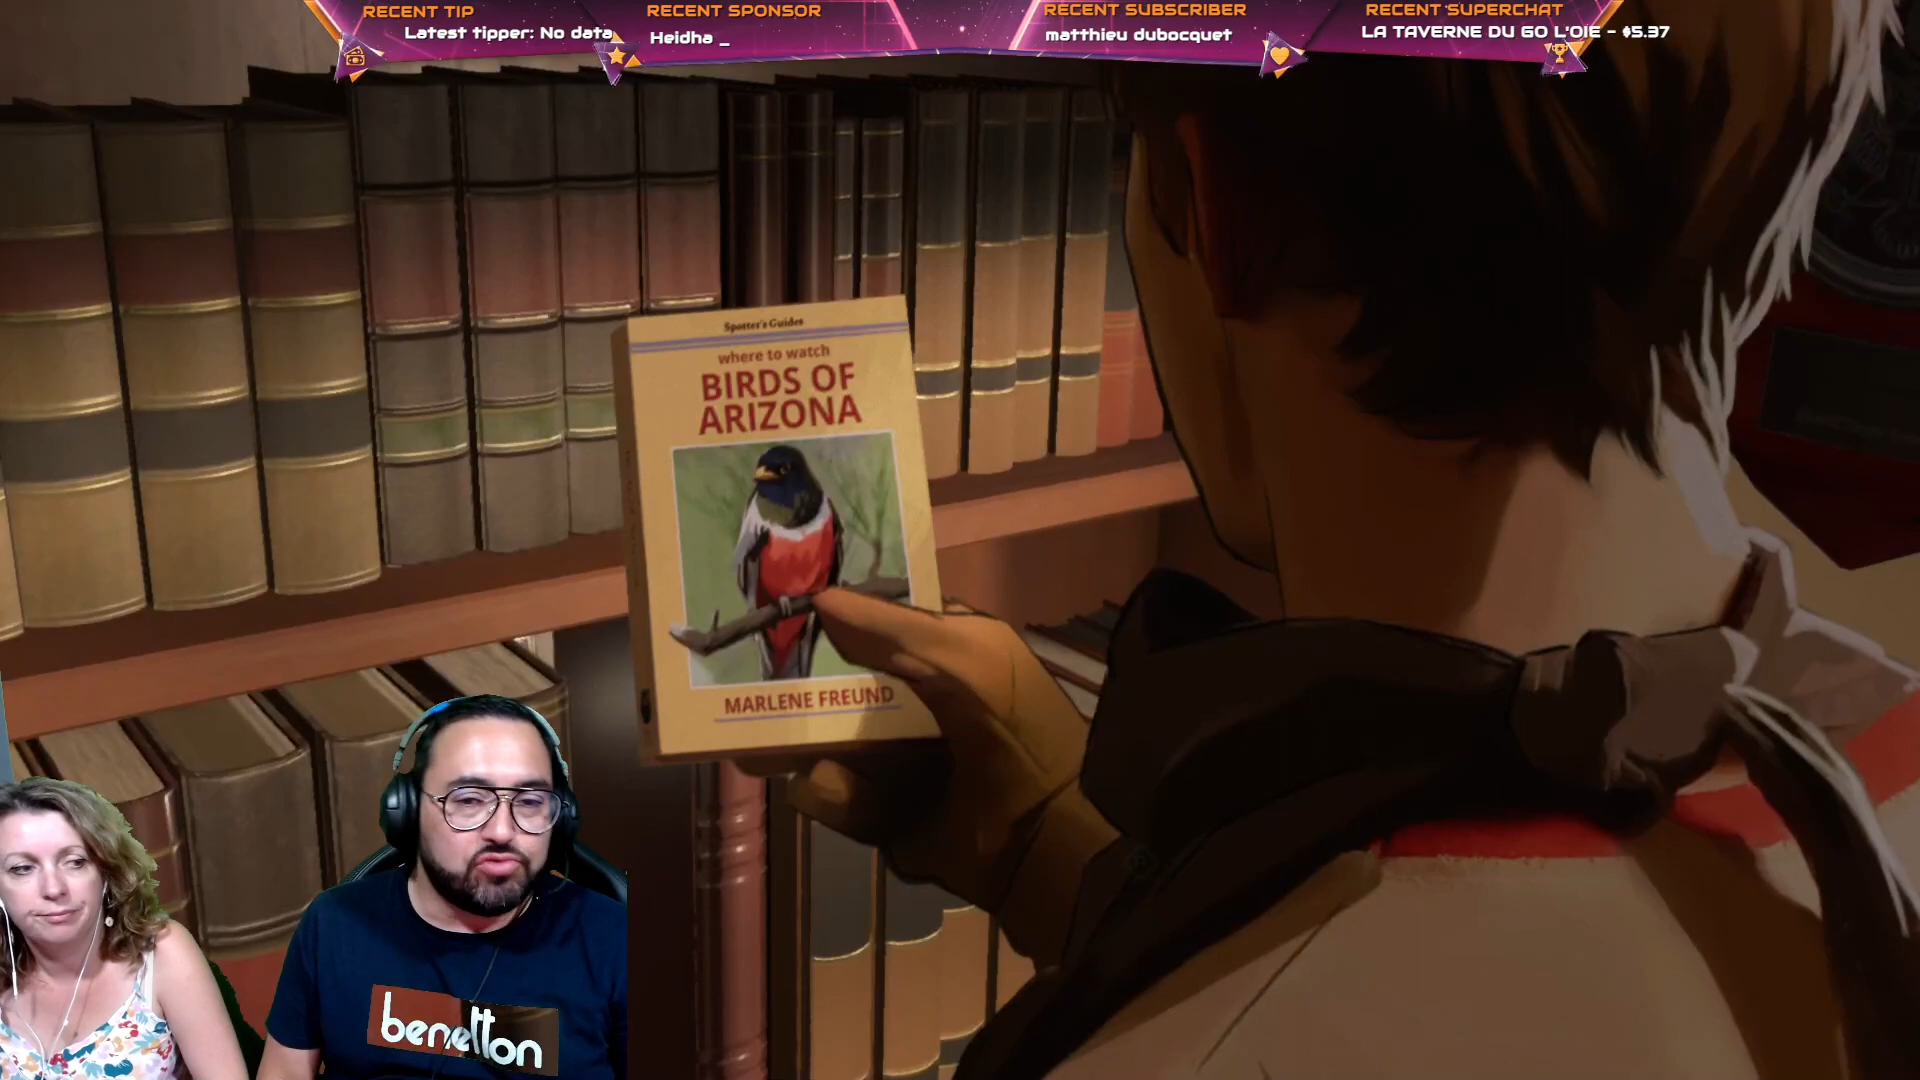 RECENT TIP
Latest tipper: No data
RECENT SPONSOR
Heidha _
RECENT SUBSCRIBER
matthieu dubocquet
RECENT SUPERCHAT
LA TAVERNE DU GO L'OIE - $5.37
Spotter's Guides
where to watch
BIRDS OF
ARIZONA
MARLENE FREUND
benetton